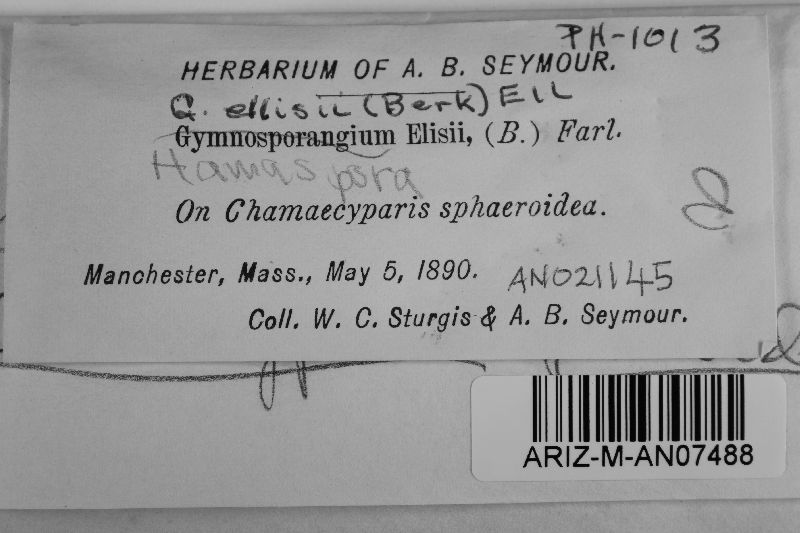 PH-1013
HERBARIUM OF A. B. SEYMOUR.
G. ellisii (Berk) Ell
Gymnosporangium Elisii, (B.) Farl.
Hamaspora
On Chamaecyparis sphaeroidea.
Manchester, Mass., May 5, 1890.
AN021145
Coll. W. C. Sturgis & A. B. Seymour.
ARIZ-M-AN07488